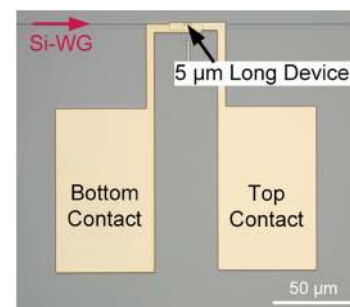 Si-WG
5 µm Long Device
Bottom
Contact
Top
Contact
50 µm